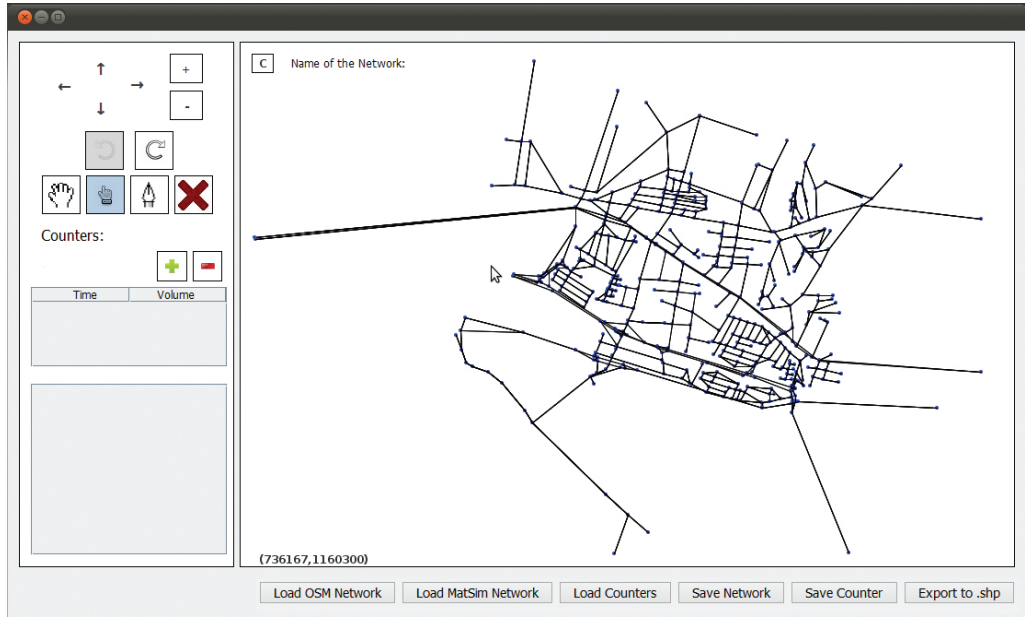 C Name of the Network:
+
-
Counters:
Time Volume
(736167,1160300)
Load OSM Network Load MatSim Network Load Counters Save Network Save Counter Export to .shp